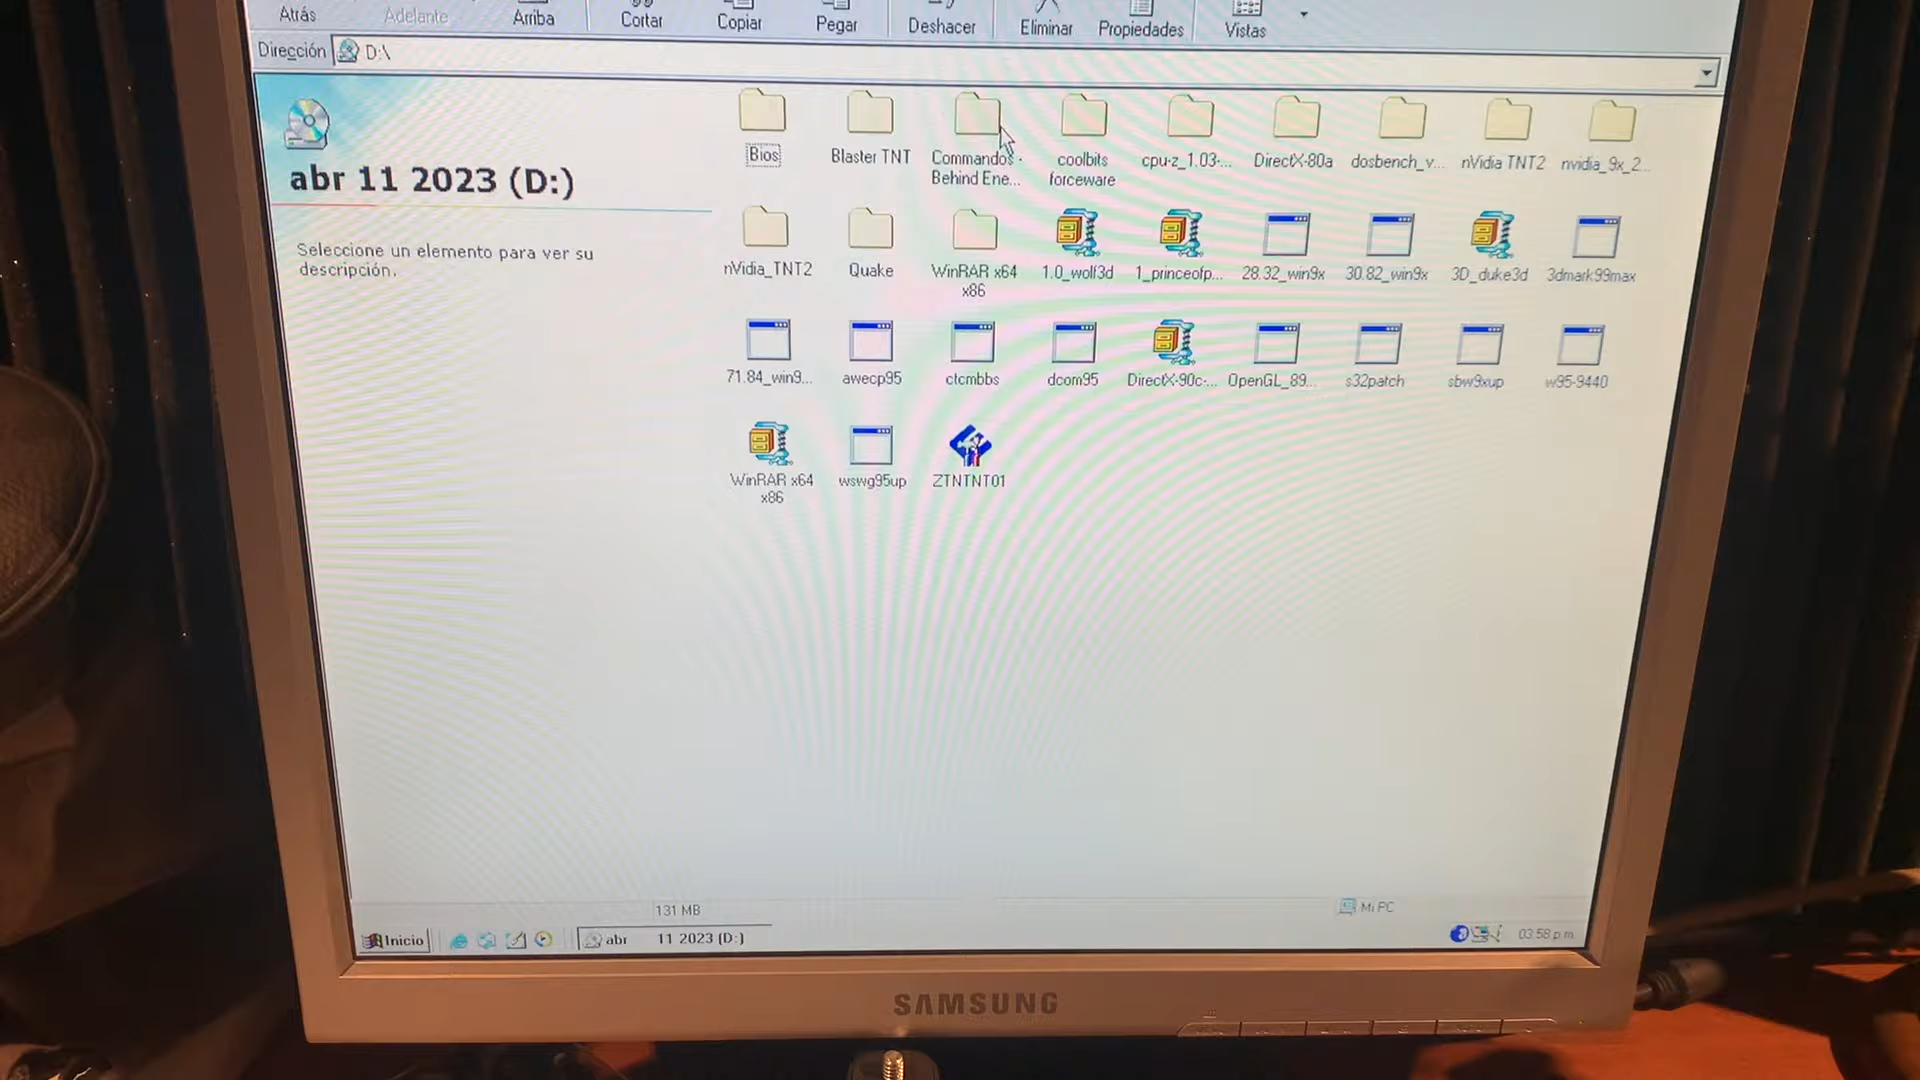 Atrás Adelante Arriba Cortar Copiar Pegar Deshacer Eliminar Propiedades Vistas
Dirección D:\
abr 11 2023 (D:)
Seleccione un elemento para ver su
descripción.
Bios Blaster TNT Commandos - coolbits cpu-z_1.03-... DirectX-80a dosbench_v... nVidia TNT2 nvidia_9x_2...
Behind Ene... forceware
nVidia_TNT2 Quake WinRAR x64 1.0_wolf3d 1_princeofp... 28.32_win9x 30.82_win9x 3D_duke3d 3dmark99max
x86
71.84_win9... awecp95 ctcmbbs dcom95 DirectX-90c-... OpenGL_89... s32patch sbw9xup w95-9440
WinRAR x64 wswg95up ZTNTNT01
x86
131 MB Mi PC
Inicio abr 11 2023 (D:) 03:58 p.m.
SAMSUNG